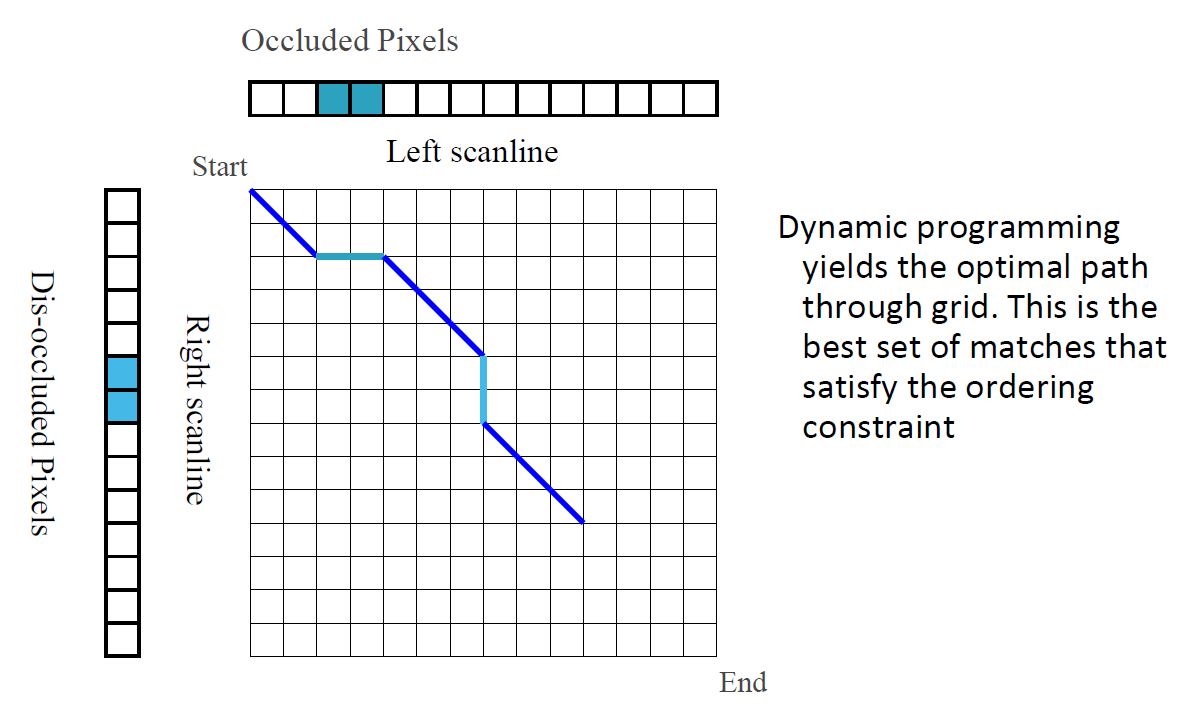 Occluded Pixels
Left scanline
Start
Dis-occluded Pixels
Right scanline
Dynamic programming
yields the optimal path
through grid. This is the
best set of matches that
satisfy the ordering
constraint
End